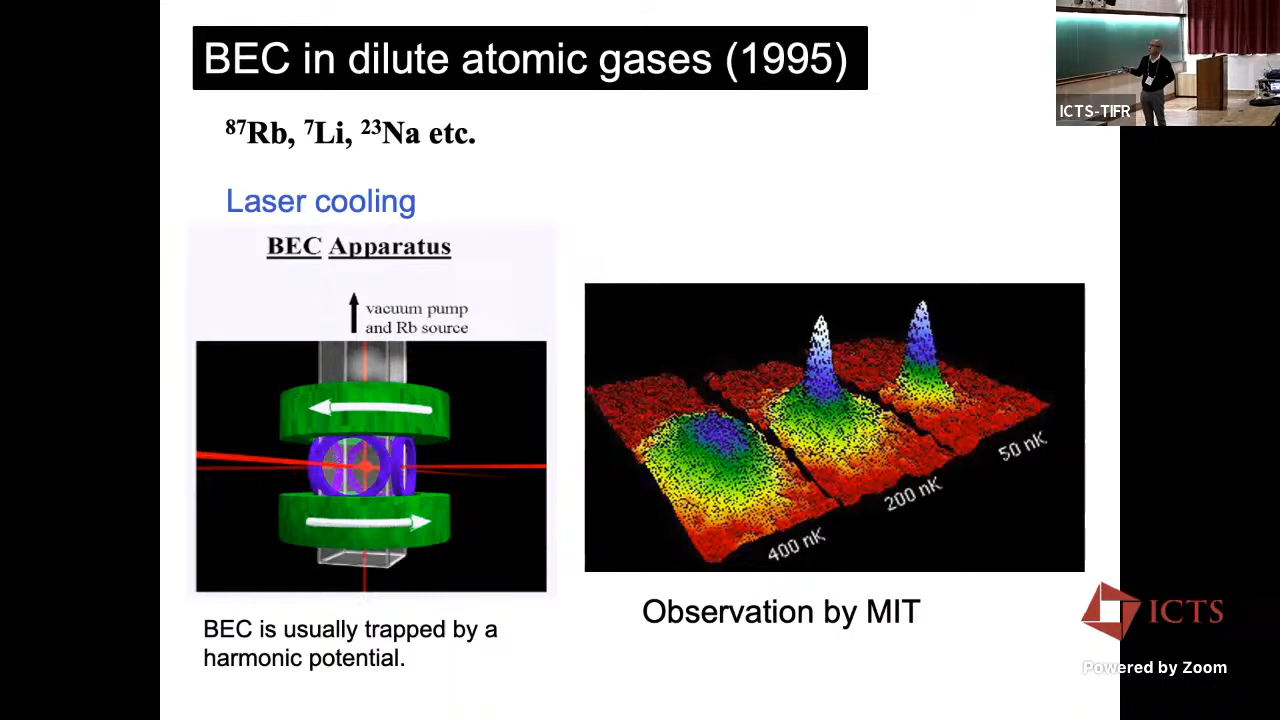 BEC in dilute atomic gases (1995)
ICTS-TIFR
⁸⁷Rb, ⁷Li, ²³Na etc.
Laser cooling
BEC Apparatus
vacuum pump
and Rb source
50 nK
200 nK
400 nK
Observation by MIT
BEC is usually trapped by a
harmonic potential.
ICTS
Powered by Zoom